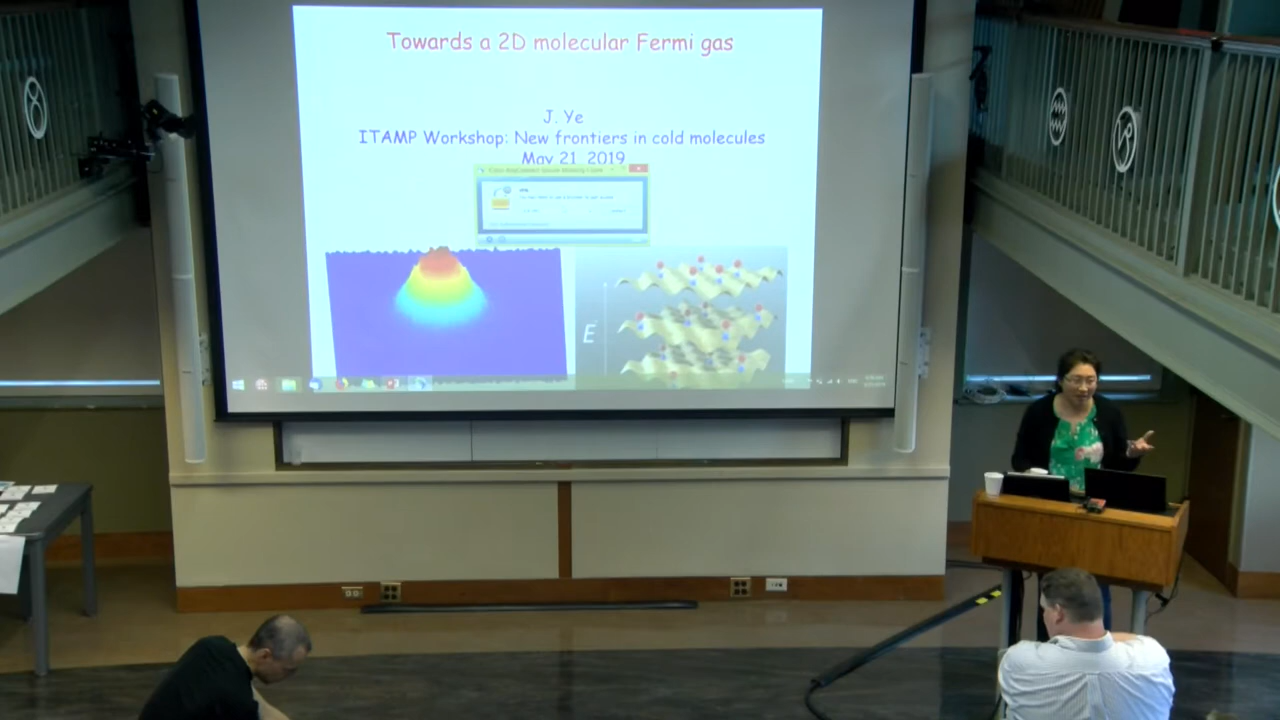 Towards a 2D molecular Fermi gas
J. Ye
ITAMP Workshop: New frontiers in cold molecules
May 21, 2019
E